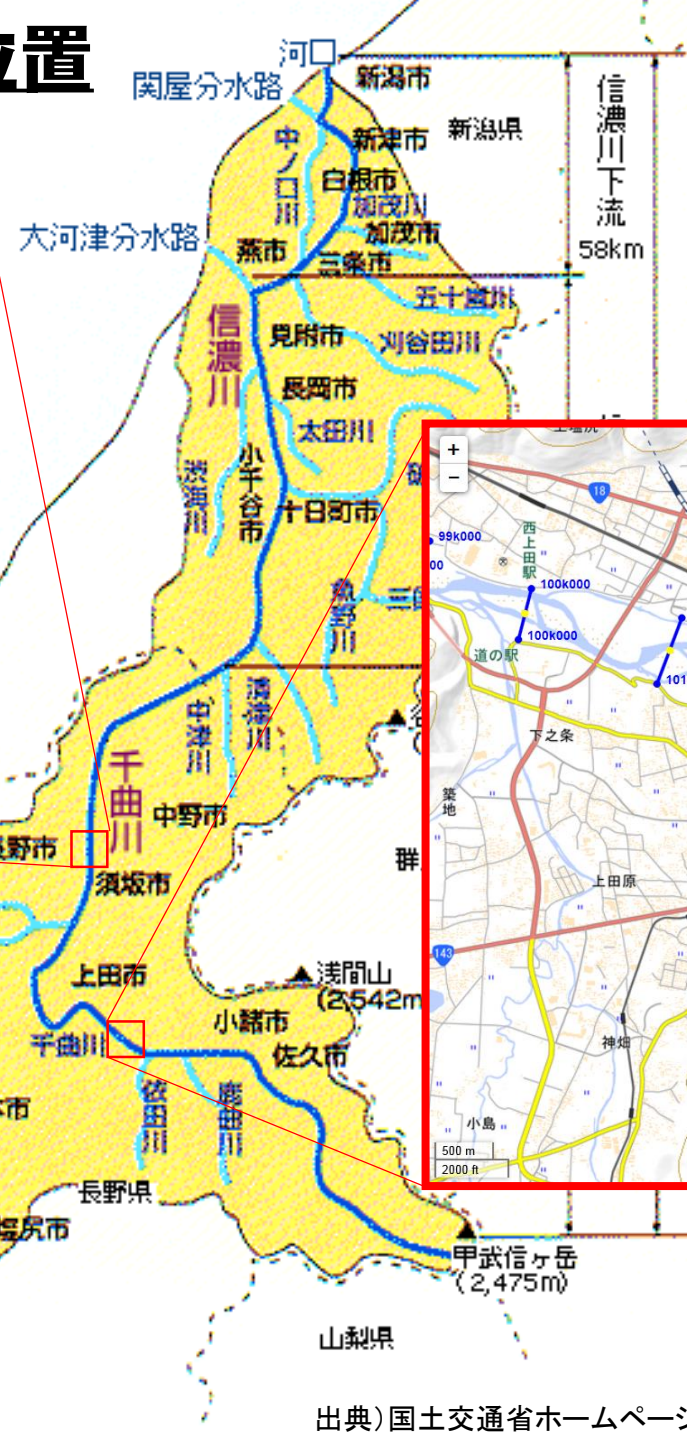 位置
河口
関屋分水路
新潟市
新津市
新潟県
中ノ口川
白根市
加茂川
加茂市
大河津分水路
燕市
三条市
五十嵐川
信濃川下流
58km
信濃川
見附市
刈谷田川
長岡市
太田川
渋海川
小千谷市
十日町市
魚野川
中津川
清津川
千曲川
中野市
長野市
須坂市
上田市
浅間山
(2,542m
千曲川
小諸市
佐久市
依田川
鹿曲川
長野県
塩尻市
甲武信ヶ岳
(2,475m)
山梨県
+
−
18
99k000
00
西上田駅
100k000
100k000
道の駅
101
下之条
築地
上田原
143
神畑
小島
500 m
2000 ft
出典）国土交通省ホームページ